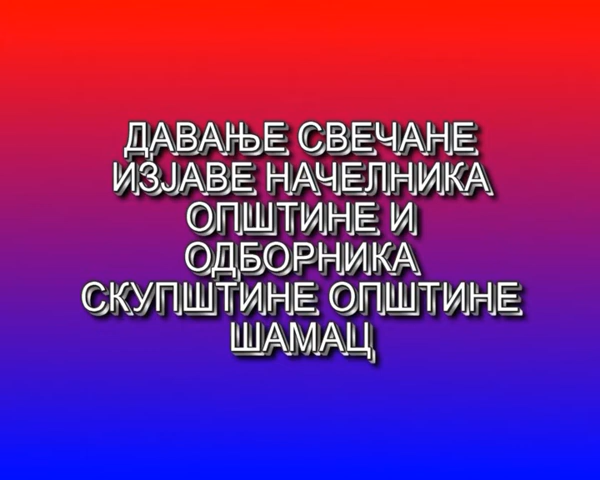 ДАВАЊЕ СВЕЧАНЕ
ИЗЈАВЕ НАЧЕЛНИКА
ОПШТИНЕ И
ОДБОРНИКА
СКУПШТИНЕ ОПШТИНЕ
ШАМАЦ